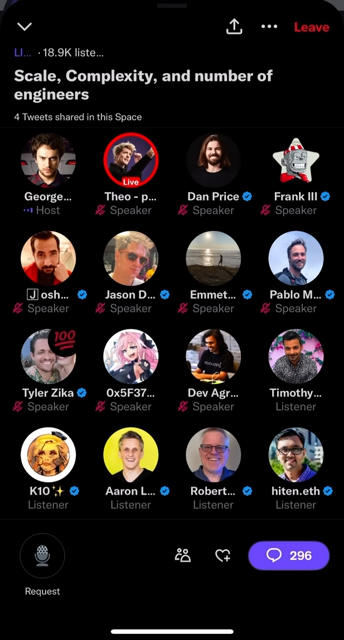 LI... · 18.9K liste...
Leave
Scale, Complexity, and number of
engineers
4 Tweets shared in this Space
Live
George... Theo - p... Dan Price Frank III
Host Speaker Speaker Speaker
🄹osh... Jason D... Emmet... Pablo M...
Speaker Speaker Speaker Speaker
100
Tyler Zika 0x5F37... Dev Agr... Timothy...
Speaker Speaker Speaker Listener
K10✨ Aaron L... Robert... hiten.eth
Listener Listener Listener Listener
296
Request